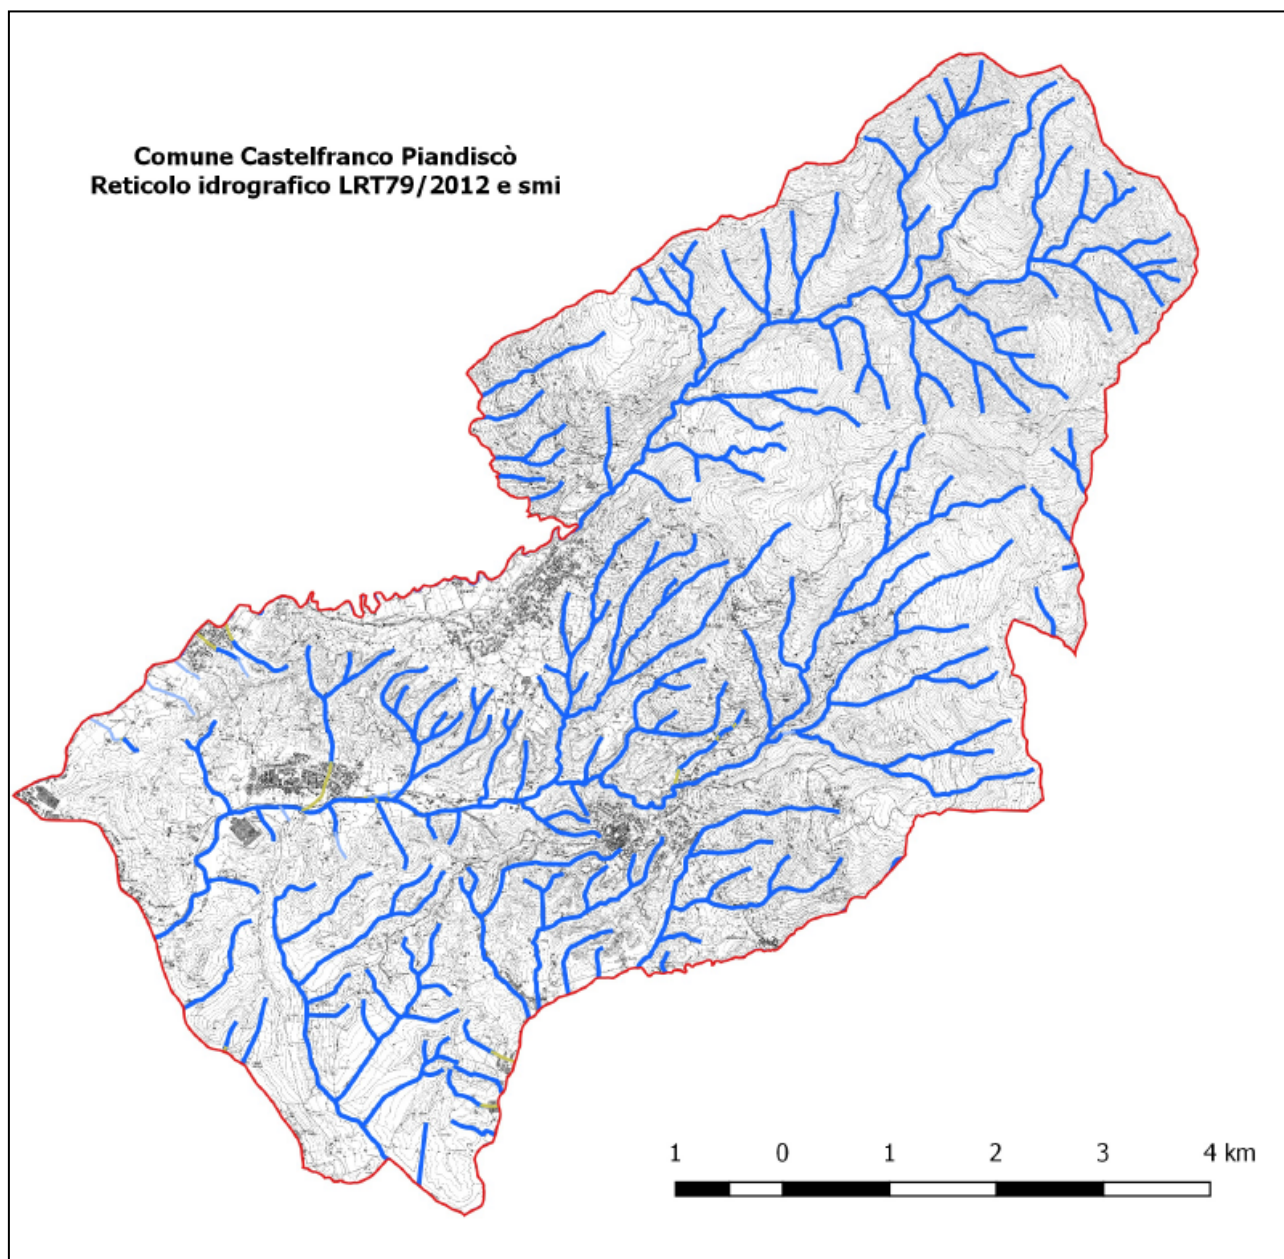 Comune Castelfranco Piandiscò
Reticolo idrografico LRT79/2012 e smi
1 0 1 2 3 4 km